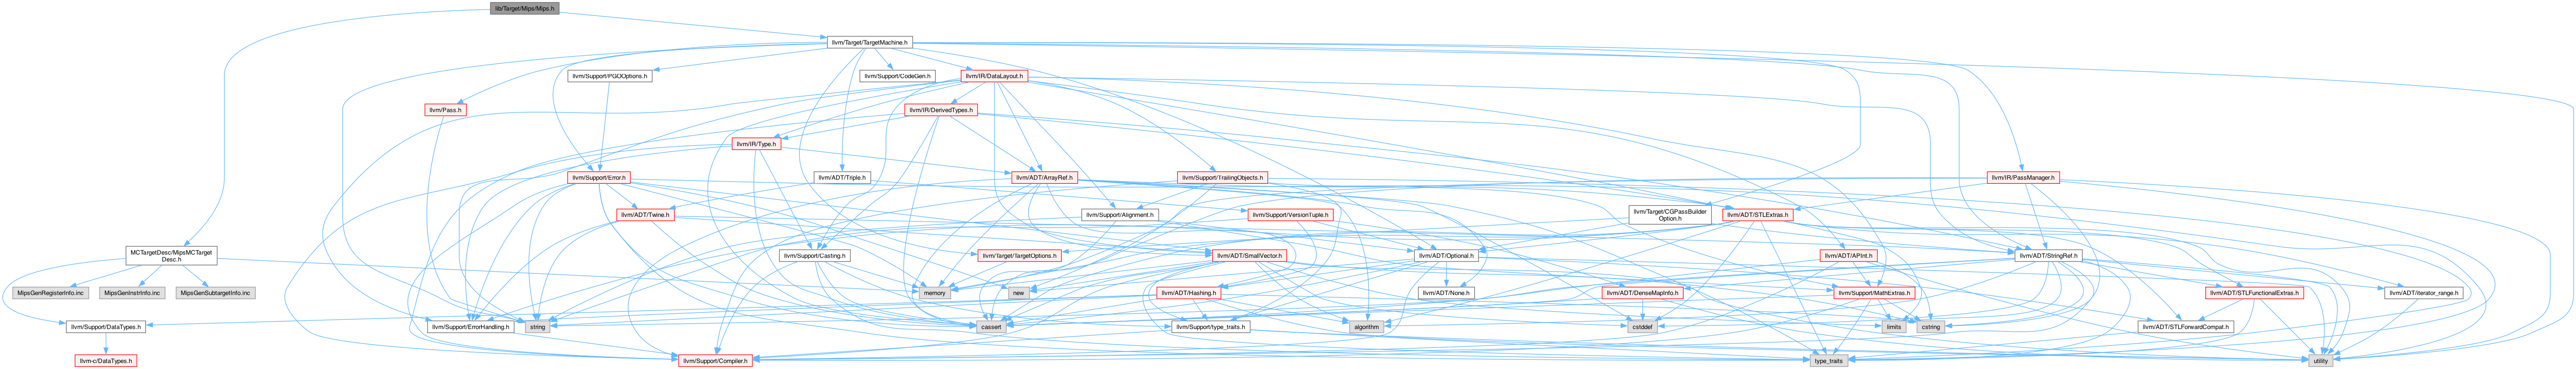 lib/Target/Mips/Mips.h
llvm/Target/TargetMachine.h
llvm/Support/PGOOptions.h
llvm/Support/CodeGen.h
llvm/IR/DataLayout.h
llvm/Pass.h
llvm/IR/DerivedTypes.h
llvm/IR/Type.h
llvm/Support/Error.h
llvm/ADT/Triple.h
llvm/ADT/ArrayRef.h
llvm/Support/TrailingObjects.h
llvm/IR/PassManager.h
llvm/ADT/Twine.h
llvm/Support/Alignment.h
llvm/Support/VersionTuple.h
llvm/Target/CGPassBuilder
Option.h
llvm/ADT/STLExtras.h
MCTargetDesc/MipsMCTarget
Desc.h
llvm/Support/Casting.h
llvm/Target/TargetOptions.h
llvm/ADT/SmallVector.h
llvm/ADT/Optional.h
llvm/ADT/APInt.h
llvm/ADT/StringRef.h
MipsGenRegisterInfo.inc
MipsGenInstrInfo.inc
MipsGenSubtargetInfo.inc
memory
new
llvm/ADT/Hashing.h
llvm/ADT/None.h
llvm/ADT/DenseMapInfo.h
llvm/Support/MathExtras.h
llvm/ADT/STLFunctionalExtras.h
llvm/ADT/iterator_range.h
llvm/Support/DataTypes.h
llvm/Support/ErrorHandling.h
string
cassert
llvm/Support/type_traits.h
algorithm
cstddef
limits
cstring
llvm/ADT/STLForwardCompat.h
llvm-c/DataTypes.h
llvm/Support/Compiler.h
type_traits
utility